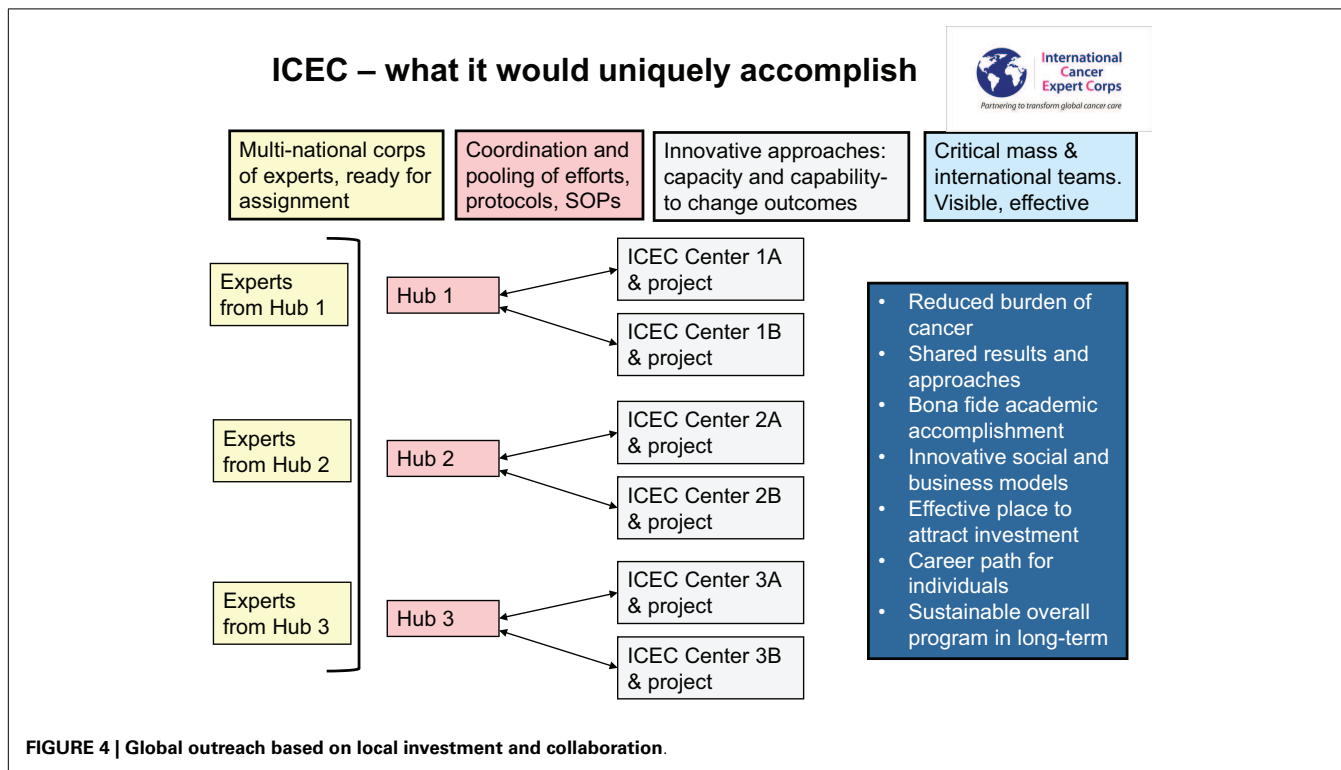 ICEC – what it would uniquely accomplish
International
Cancer
Expert Corps
Partnering to transform global cancer care
Multi-national corps
of experts, ready for
assignment
Coordination and
pooling of efforts,
protocols, SOPs
Innovative approaches:
capacity and capability-
to change outcomes
Critical mass &
international teams.
Visible, effective
Experts
from Hub 1
Hub 1
ICEC Center 1A
& project
ICEC Center 1B
& project
Experts
from Hub 2
Hub 2
ICEC Center 2A
& project
ICEC Center 2B
& project
Experts
from Hub 3
Hub 3
ICEC Center 3A
& project
ICEC Center 3B
& project
• Reduced burden of
cancer
• Shared results and
approaches
• Bona fide academic
accomplishment
• Innovative social and
business models
• Effective place to
attract investment
• Career path for
individuals
• Sustainable overall
program in long-term
FIGURE 4 | Global outreach based on local investment and collaboration.